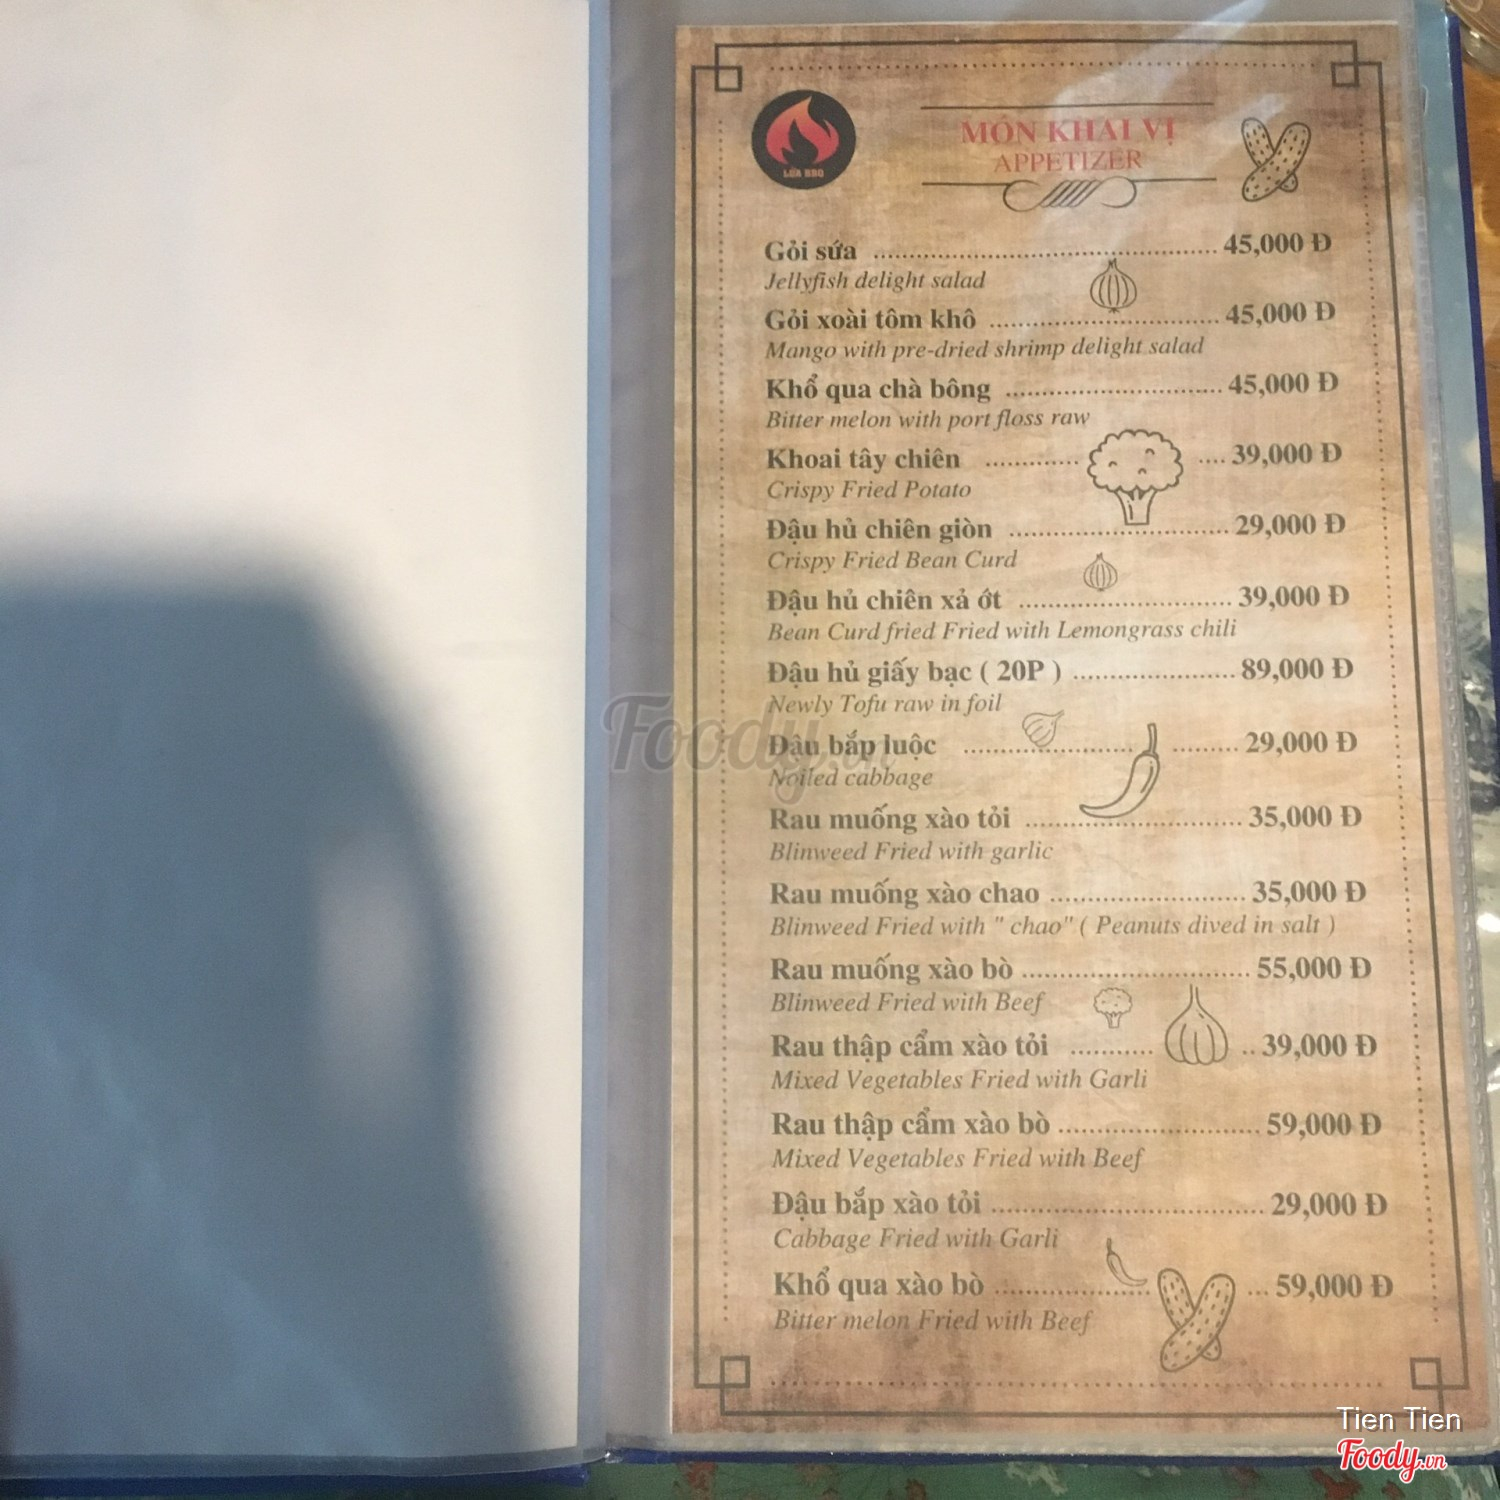 LỬA BBQ
MÓN KHAI VỊ
APPETIZER
Gỏi sứa ........ 45,000 Đ
Jellyfish delight salad
Gỏi xoài tôm khô ........ 45,000 Đ
Mango with pre-dried shrimp delight salad
Khổ qua chà bông ........ 45,000 Đ
Bitter melon with port floss raw
Khoai tây chiên ........ 39,000 Đ
Crispy Fried Potato
Đậu hủ chiên giòn ........ 29,000 Đ
Crispy Fried Bean Curd
Đậu hủ chiên xả ớt ........ 39,000 Đ
Bean Curd fried Fried with Lemongrass chili
Đậu hủ giấy bạc ( 20P ) ........ 89,000 Đ
Newly Tofu raw in foil
Đậu bắp luộc ........ 29,000 Đ
Noiled cabbage
Rau muống xào tỏi ........ 35,000 Đ
Blinweed Fried with garlic
Rau muống xào chao ........ 35,000 Đ
Blinweed Fried with " chao" ( Peanuts dived in salt )
Rau muống xào bò ........ 55,000 Đ
Blinweed Fried with Beef
Rau thập cẩm xào tỏi ........ 39,000 Đ
Mixed Vegetables Fried with Garli
Rau thập cẩm xào bò ........ 59,000 Đ
Mixed Vegetables Fried with Beef
Đậu bắp xào tỏi ........ 29,000 Đ
Cabbage Fried with Garli
Khổ qua xào bò ........ 59,000 Đ
Bitter melon Fried with Beef
Foody.vn
Tien Tien
Foody.vn